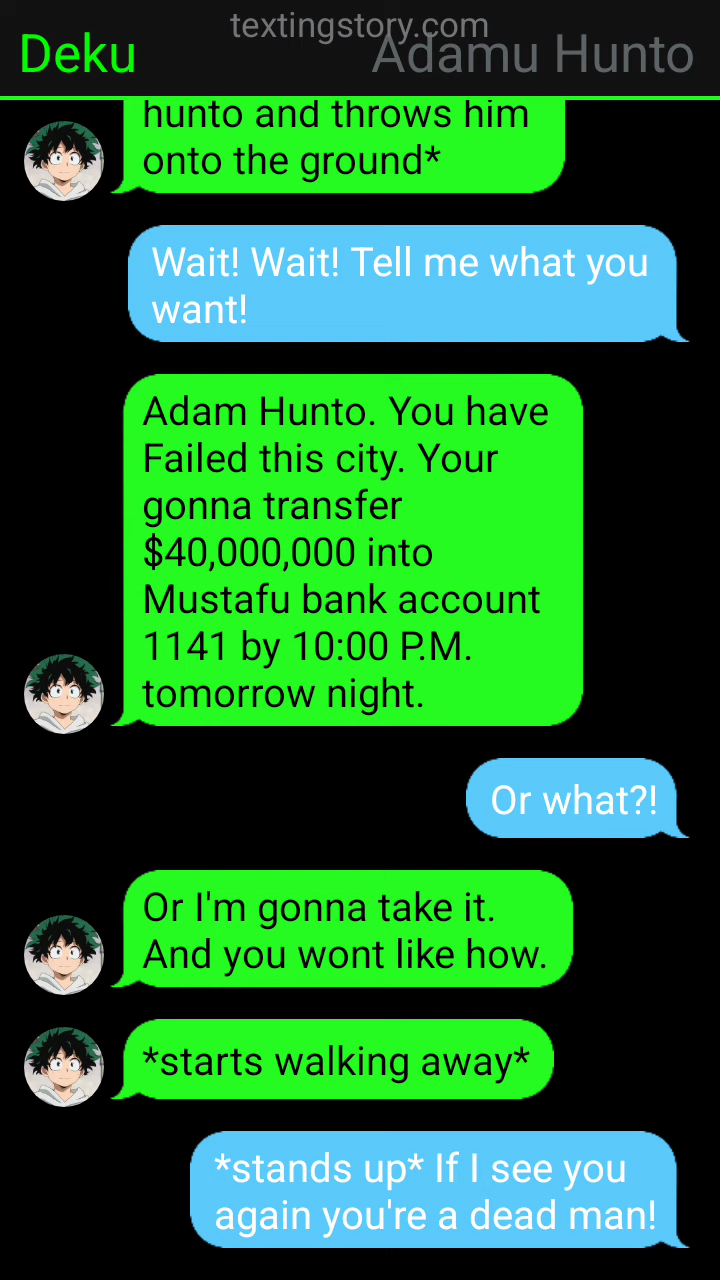 textingstory.com
Deku
Adamu Hunto
hunto and throws him
onto the ground*
Wait! Wait! Tell me what you
want!
Adam Hunto. You have
Failed this city. Your
gonna transfer
$40,000,000 into
Mustafu bank account
1141 by 10:00 P.M.
tomorrow night.
Or what?!
Or I'm gonna take it.
And you wont like how.
*starts walking away*
*stands up* If I see you
again you're a dead man!